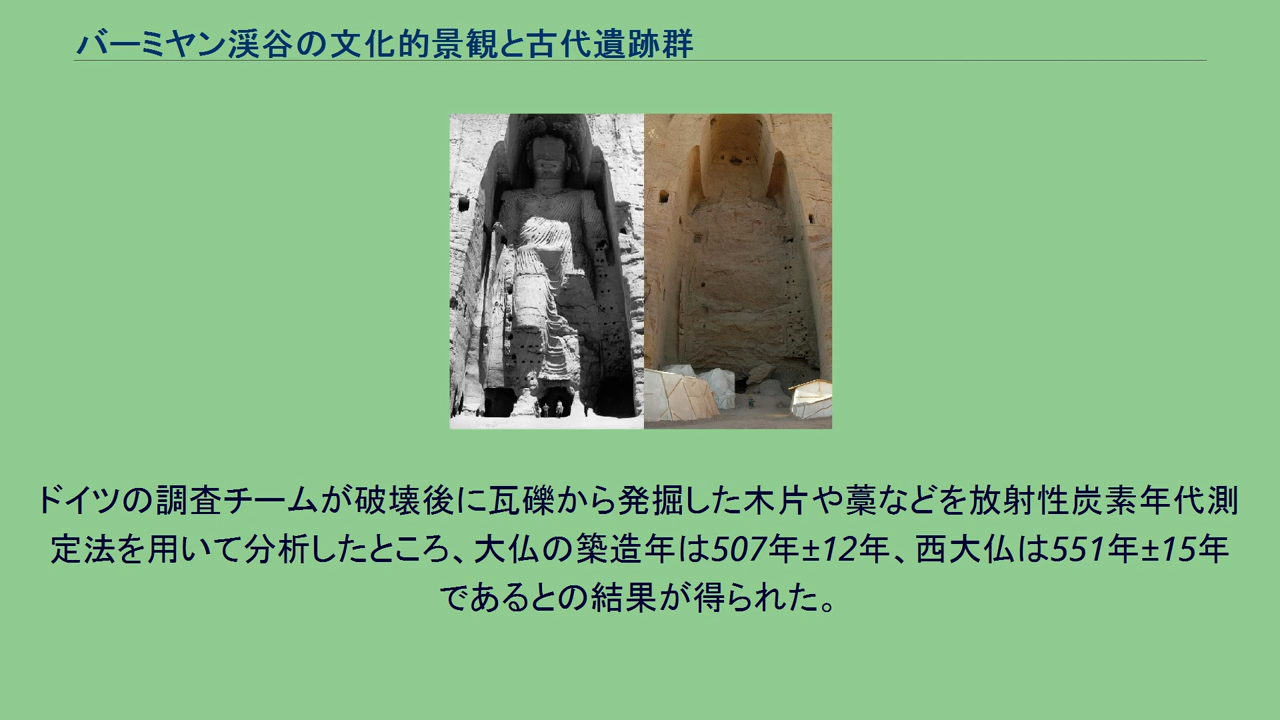 バーミヤン渓谷の文化的景観と古代遺跡群
ドイツの調査チームが破壊後に瓦礫から発掘した木片や藁などを放射性炭素年代測
定法を用いて分析したところ、大仏の築造年は507年±12年、西大仏は551年±15年
であるとの結果が得られた。